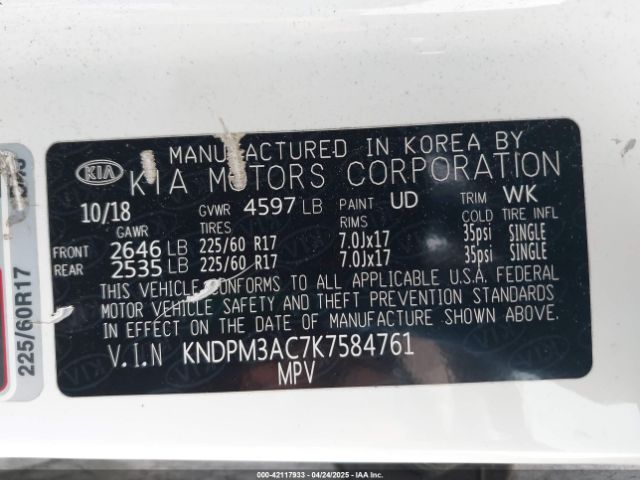 MANUFACTURED IN KOREA BY
KIA KIA MOTORS CORPORATION
10/18 GVWR 4597 LB PAINT UD TRIM WK
GAWR TIRES RIMS COLD TIRE INFL
FRONT 2646 LB 225/60 R17 7.0Jx17 35psi SINGLE
REAR 2535 LB 225/60 R17 7.0Jx17 35psi SINGLE
THIS VEHICLE CONFORMS TO ALL APPLICABLE U.S.A. FEDERAL
MOTOR VEHICLE SAFETY AND THEFT PREVENTION STANDARDS
IN EFFECT ON THE DATE OF MANUFACTURE SHOWN ABOVE.
V.I.N KNDPM3AC7K7584761
MPV
225/60R17
000-42117933 - 04/24/2025 - IAAI.COM